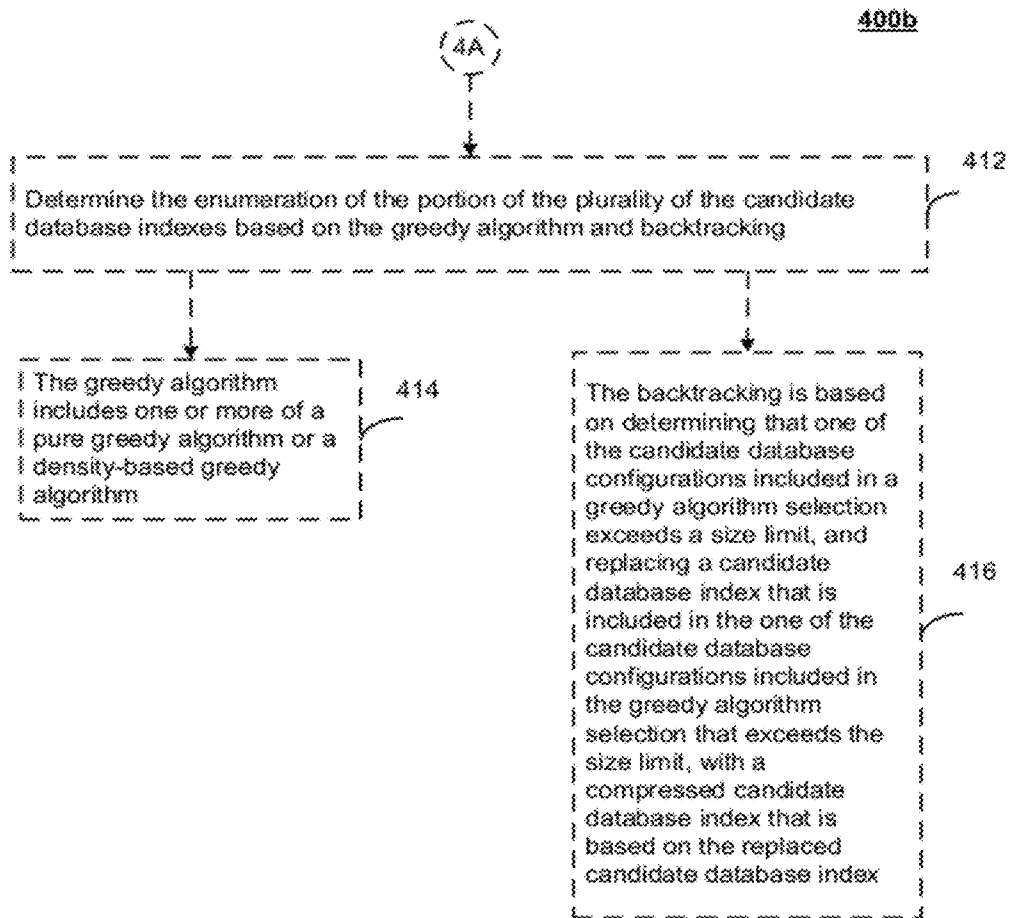 400b
4A
412
Determine the enumeration of the portion of the plurality of the candidate
database indexes based on the greedy algorithm and backtracking
The greedy algorithm
includes one or more of a
pure greedy algorithm or a
density-based greedy
algorithm
414
The backtracking is based
on determining that one of
the candidate database
configurations included in a
greedy algorithm selection
exceeds a size limit, and
replacing a candidate
database index that is
included in the one of the
candidate database
configurations included in
the greedy algorithm
selection that exceeds the
size limit, with a
compressed candidate
database index that is
based on the replaced
candidate database index
416